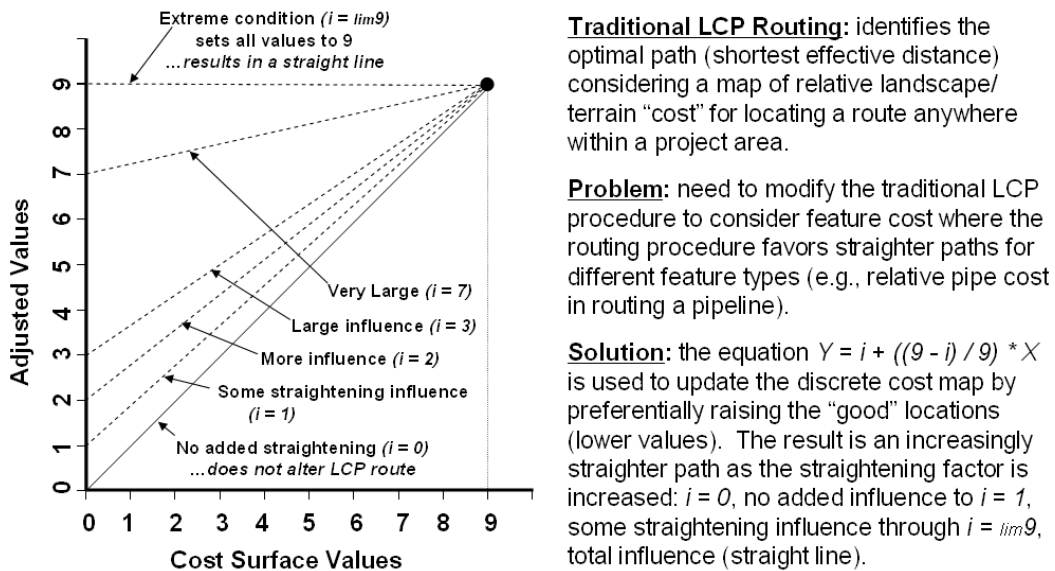 Extreme condition (i = lim9)
sets all values to 9
...results in a straight line
Adjusted Values
9
8
7
6
5
4
3
2
1
0
Very Large (i = 7)
Large influence (i = 3)
More influence (i = 2)
Some straightening influence
(i = 1)
No added straightening (i = 0)
...does not alter LCP route
0 1 2 3 4 5 6 7 8 9
Cost Surface Values
Traditional LCP Routing: identifies the
optimal path (shortest effective distance)
considering a map of relative landscape/
terrain “cost” for locating a route anywhere
within a project area.
Problem: need to modify the traditional LCP
procedure to consider feature cost where the
routing procedure favors straighter paths for
different feature types (e.g., relative pipe cost
in routing a pipeline).
Solution: the equation Y = i + ((9 - i) / 9) * X
is used to update the discrete cost map by
preferentially raising the “good” locations
(lower values). The result is an increasingly
straighter path as the straightening factor is
increased: i = 0, no added influence to i = 1,
some straightening influence through i = lim9,
total influence (straight line).